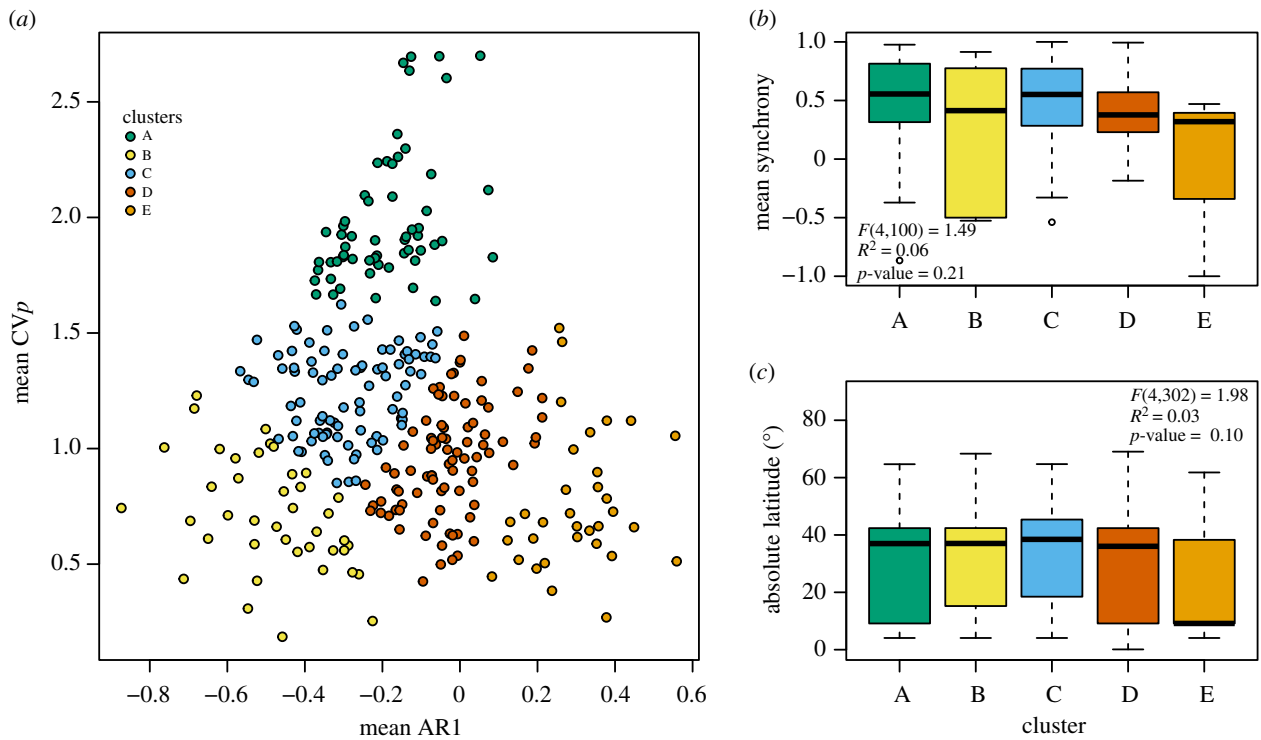 (a)
mean CVp
2.5
2.0
1.5
1.0
0.5
clusters
A
B
C
D
E
−0.8
−0.6
−0.4
−0.2
0
0.2
0.4
0.6
mean AR1
(b)
mean synchrony
1.0
0.5
0
−0.5
−1.0
F(4,100) = 1.49
R² = 0.06
p-value = 0.21
A
B
C
D
E
(c)
absolute latitude (°)
80
60
40
20
0
F(4,302) = 1.98
R² = 0.03
p-value = 0.10
A
B
C
D
E
cluster